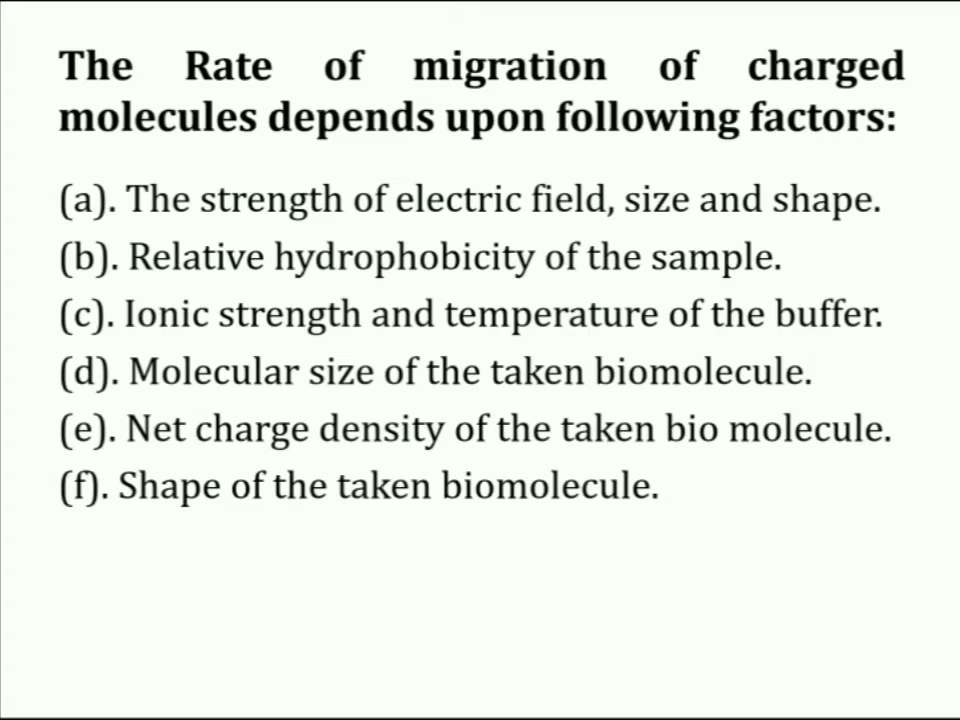 The Rate of migration of charged
molecules depends upon following factors:
(a). The strength of electric field, size and shape.
(b). Relative hydrophobicity of the sample.
(c). Ionic strength and temperature of the buffer.
(d). Molecular size of the taken biomolecule.
(e). Net charge density of the taken bio molecule.
(f). Shape of the taken biomolecule.